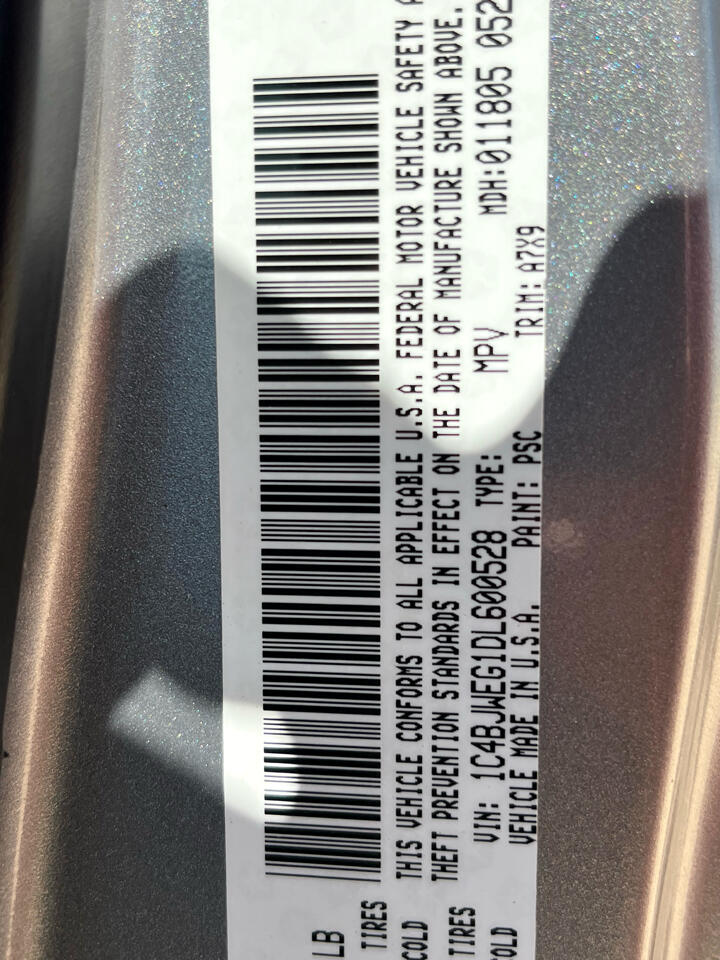 LB
TIRES
COLD
TIRES
COLD
THIS VEHICLE CONFORMS TO ALL APPLICABLE U.S.A. FEDERAL MOTOR VEHICLE SAFETY A
THEFT PREVENTION STANDARDS IN EFFECT ON THE DATE OF MANUFACTURE SHOWN ABOVE.
VIN: 1C4BJWEG1DL600528 TYPE: MPV MDH:011805 052
VEHICLE MADE IN U.S.A. PAINT: PSC TRIM: A7X9